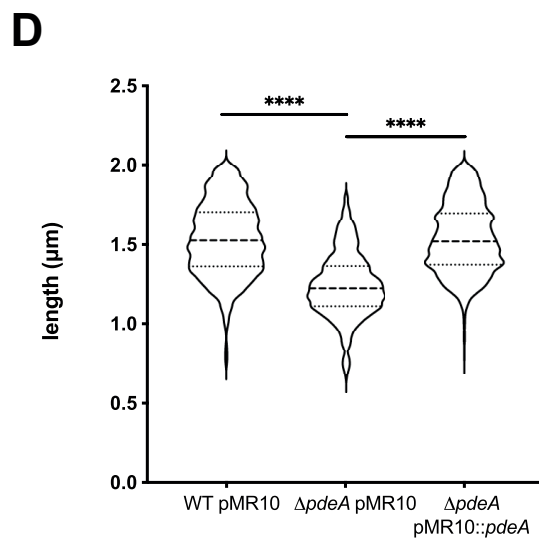 D
2.5
2.0
1.5
1.0
0.5
0.0
length (µm)
****
****
WT pMR10
ΔpdeA pMR10
ΔpdeA
pMR10::pdeA